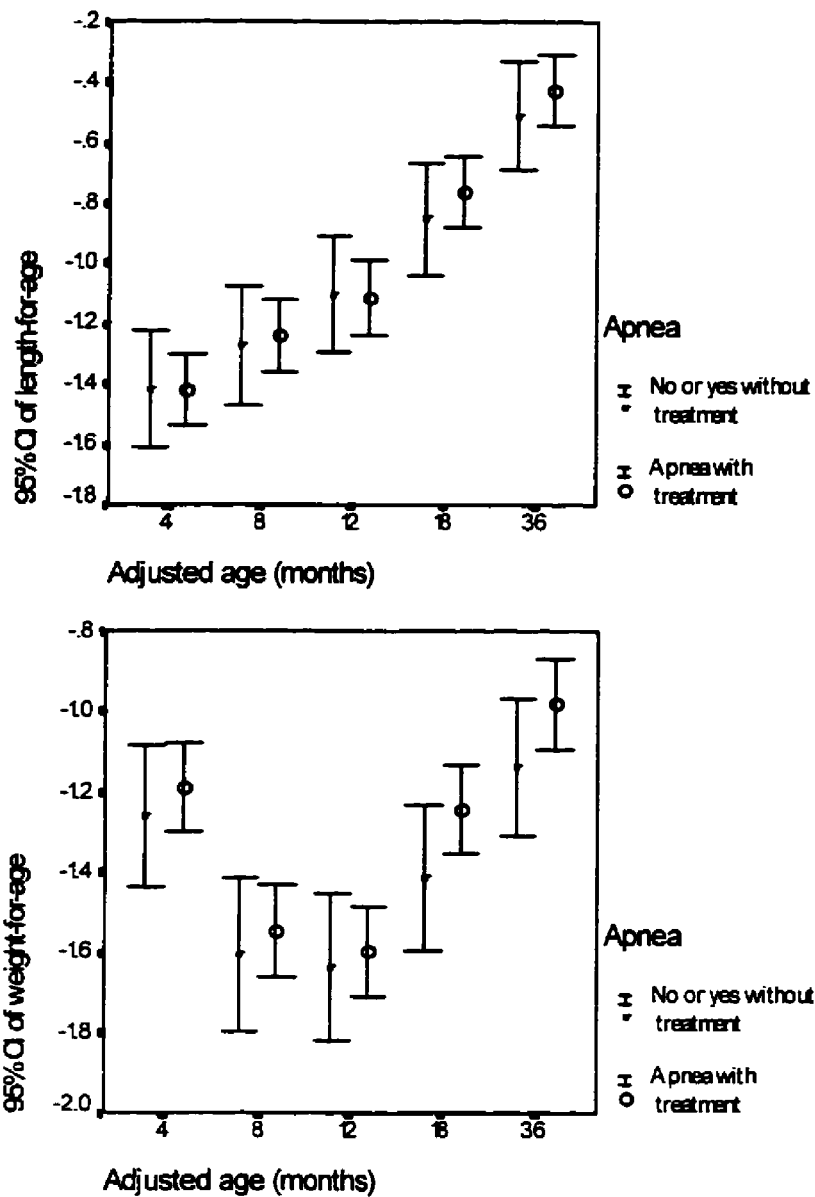 -.2
-.4
-.6
-.8
-1.0
-1.2
-1.4
-1.6
-1.8
95% CI of length-for-age
4 8 12 18 36
Adjusted age (months)
Apnea
No or yes without
treatment
Apnea with
treatment
-.8
-1.0
-1.2
-1.4
-1.6
-1.8
-2.0
95% CI of weight-for-age
4 8 12 18 36
Adjusted age (months)
Apnea
No or yes without
treatment
Apnea with
treatment